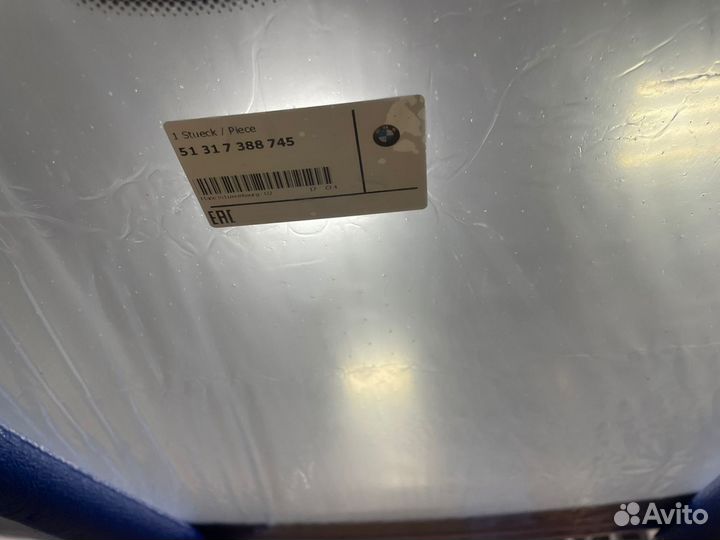 1 Stueck / Piece
51 31 7 388 745
EAC
Avito